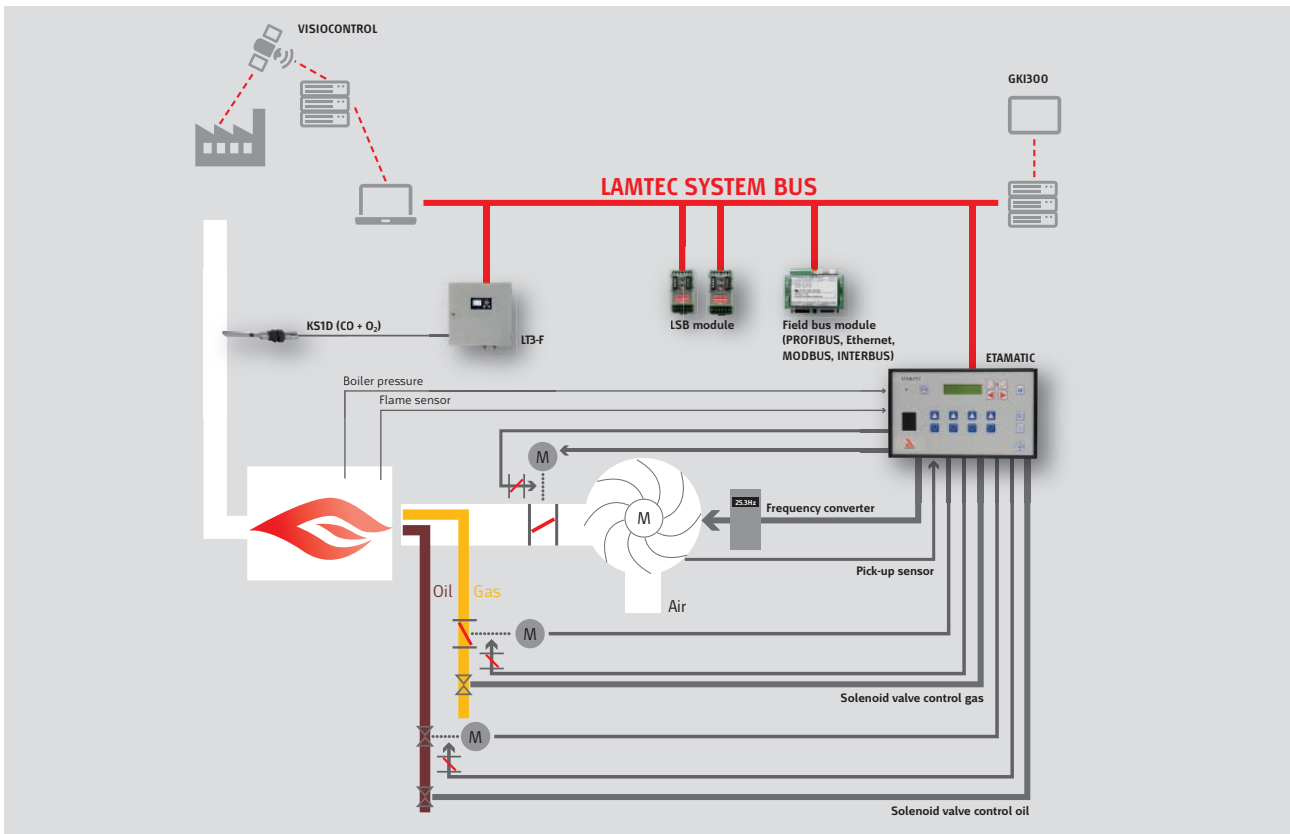 VISIOCONTROL
GKI300
LAMTEC SYSTEM BUS
KS1D (CO + O₂)
LT3-F
LSB module
Field bus module
(PROFIBUS, Ethernet,
MODBUS, INTERBUS)
ETAMATIC
ETAMATIC
Boiler pressure
Flame sensor
M
M
25.3Hz
Frequency converter
Pick-up sensor
Oil
Gas
Air
M
Solenoid valve control gas
M
Solenoid valve control oil